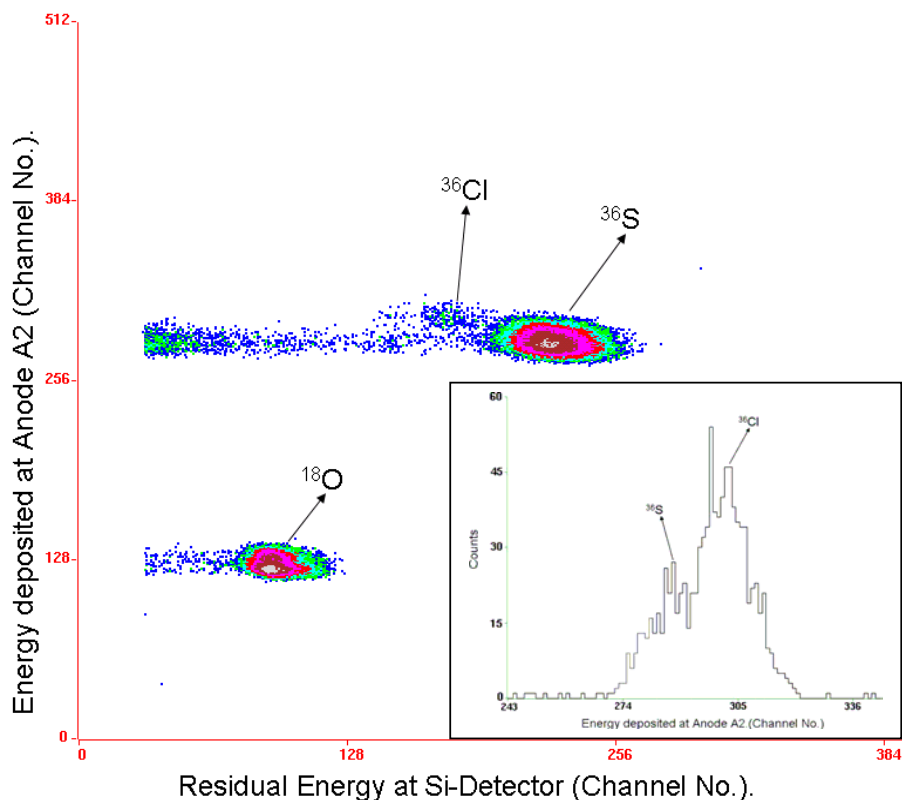 512
384
256
128
0
0
128
256
384
Energy deposited at Anode A2 (Channel No.).
Residual Energy at Si-Detector (Channel No.).
³⁶Cl
³⁶S
¹⁸O
60
45
30
15
0
243
274
305
336
Counts
Energy deposited at Anode A2 (Channel No.)
³⁶S
³⁶Cl